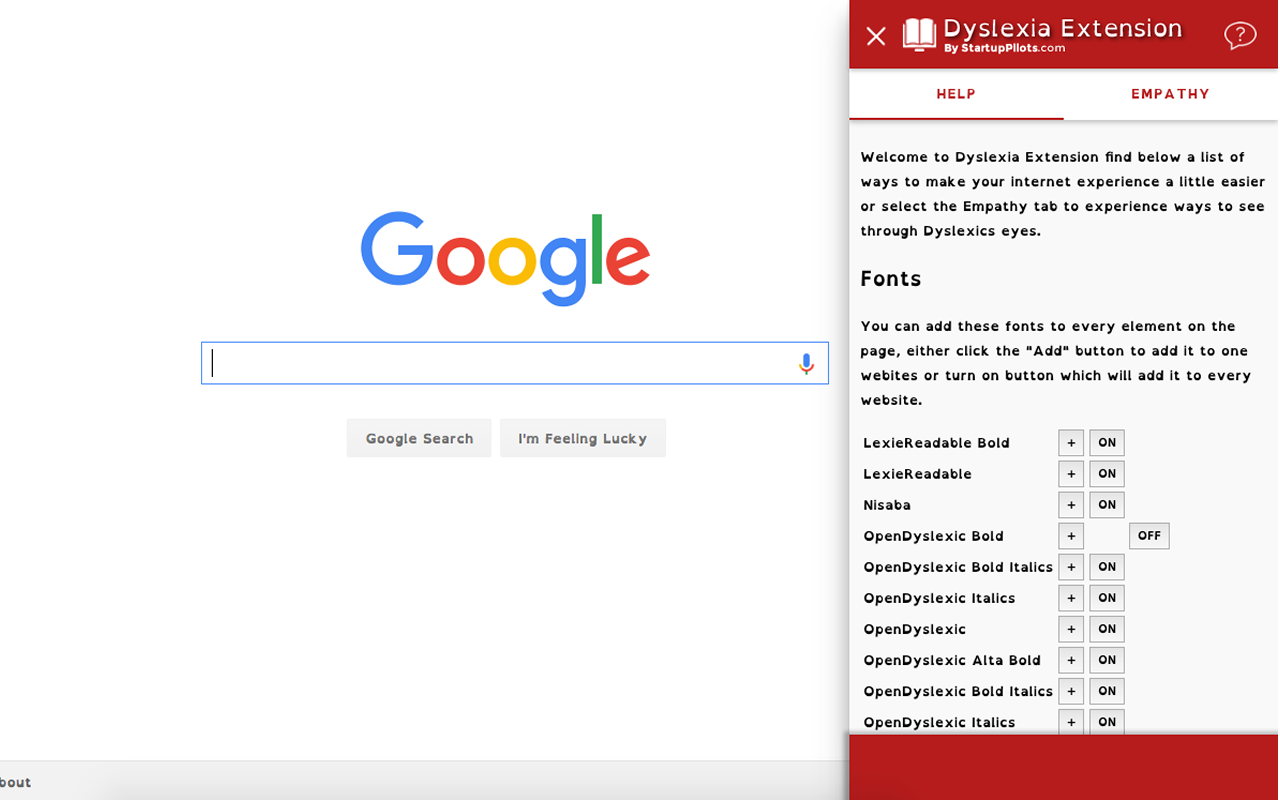 Google
Google Search
I'm Feeling Lucky
bout
Dyslexia Extension
By StartupPilots.com
?
HELP
EMPATHY
Welcome to Dyslexia Extension find below a list of
ways to make your internet experience a little easier
or select the Empathy tab to experience ways to see
through Dyslexics eyes.
Fonts
You can add these fonts to every element on the
page, either click the "Add" button to add it to one
webites or turn on button which will add it to every
website.
LexieReadable Bold + ON
LexieReadable + ON
Nisaba + ON
OpenDyslexic Bold + OFF
OpenDyslexic Bold Italics + ON
OpenDyslexic Italics + ON
OpenDyslexic + ON
OpenDyslexic Alta Bold + ON
OpenDyslexic Bold Italics + ON
OpenDyslexic Italics + ON